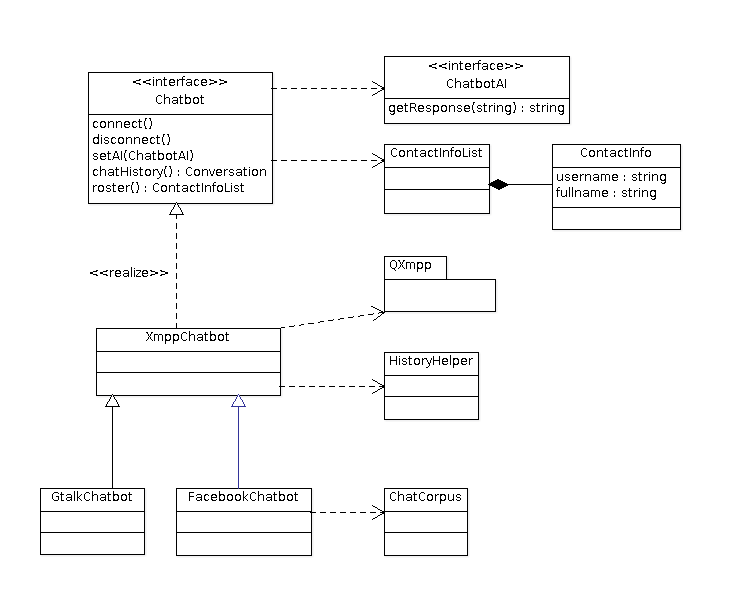 <<interface>>
Chatbot
connect()
disconnect()
setAI(ChatbotAI)
chatHistory() : Conversation
roster() : ContactInfoList
<<interface>>
ChatbotAI
getResponse(string) : string
ContactInfoList
ContactInfo
username : string
fullname : string
<<realize>>
QXmpp
XmppChatbot
HistoryHelper
GtalkChatbot
FacebookChatbot
ChatCorpus